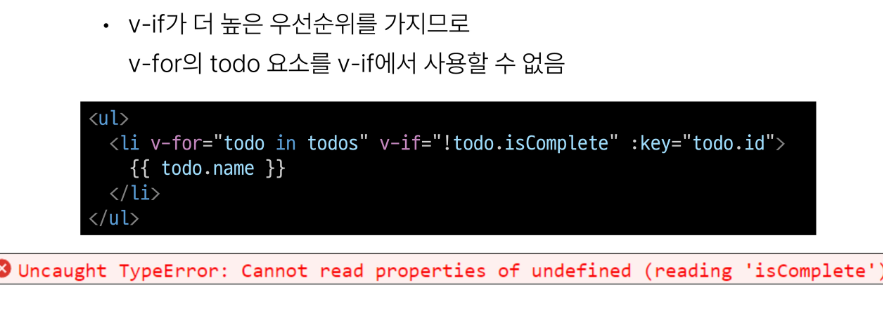 • v-if가 더 높은 우선순위를 가지므로
v-for의 todo 요소를 v-if에서 사용할 수 없음
<ul>
<li v-for="todo in todos" v-if="!todo.isComplete" :key="todo.id">
{{ todo.name }}
</li>
</ul>
Uncaught TypeError: Cannot read properties of undefined (reading 'isComplete')